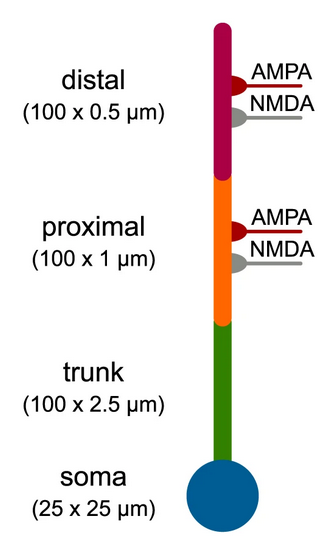 distal
(100 x 0.5 µm)
AMPA
NMDA
proximal
(100 x 1 µm)
AMPA
NMDA
trunk
(100 x 2.5 µm)
soma
(25 x 25 µm)